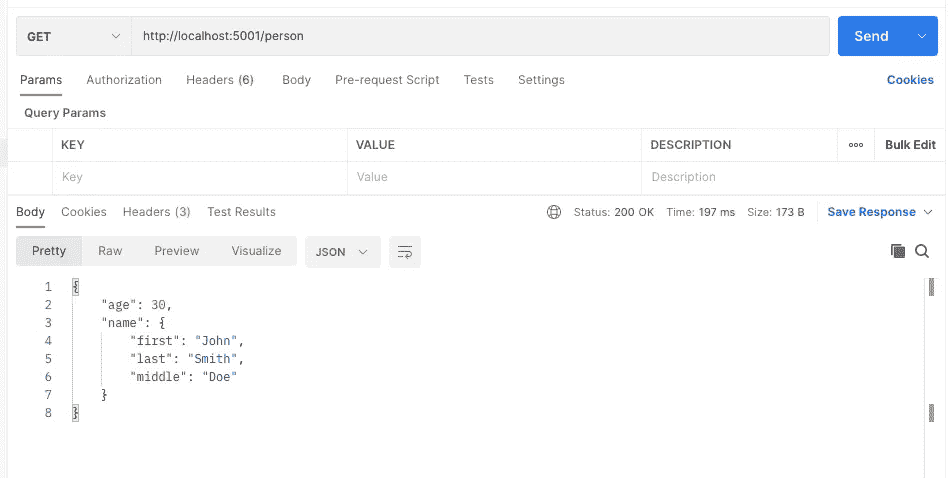 GET http://localhost:5001/person Send
Params Authorization Headers (6) Body Pre-request Script Tests Settings Cookies
Query Params
KEY VALUE DESCRIPTION ooo Bulk Edit
Key Value Description
Body Cookies Headers (3) Test Results Status: 200 OK Time: 197 ms Size: 173 B Save Response
Pretty Raw Preview Visualize JSON
1 {
2 "age": 30,
3 "name": {
4 "first": "John",
5 "last": "Smith",
6 "middle": "Doe"
7 }
8 }